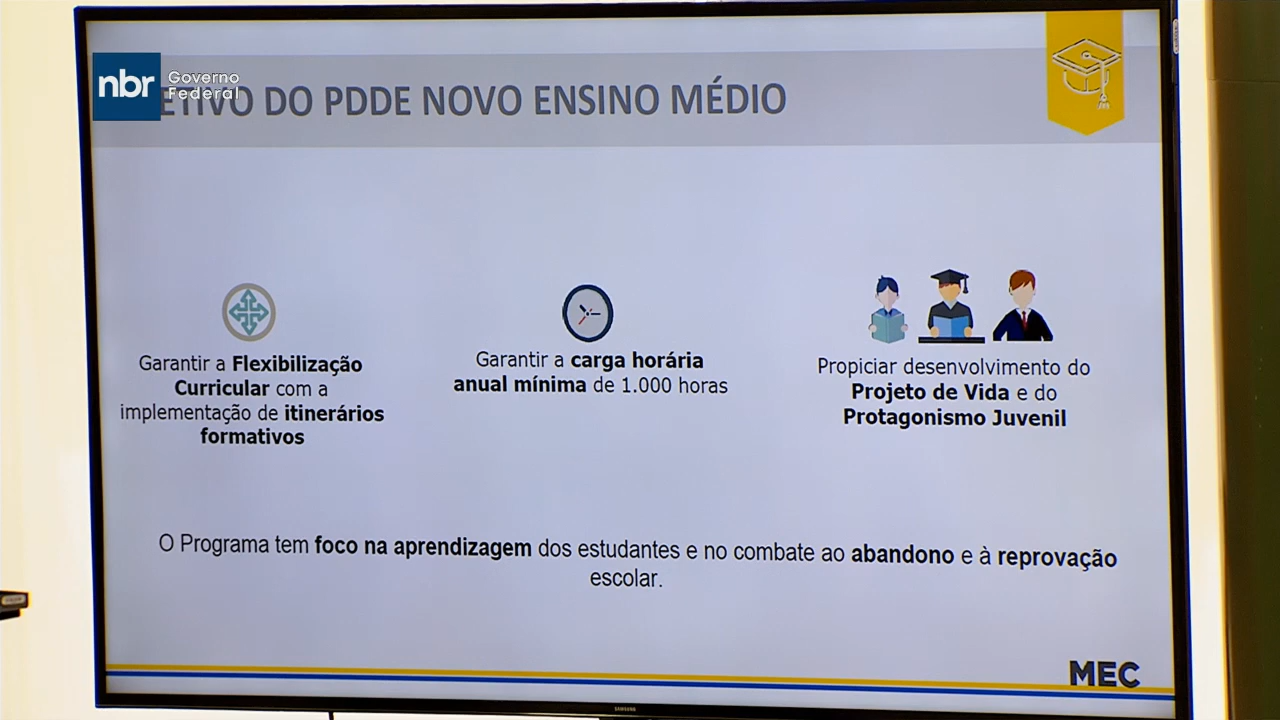 nbr Governo
Federal
ETIVO DO PDDE NOVO ENSINO MÉDIO
Garantir a Flexibilização
Curricular com a
implementação de itinerários
formativos
Garantir a carga horária
anual mínima de 1.000 horas
Propiciar desenvolvimento do
Projeto de Vida e do
Protagonismo Juvenil
O Programa tem foco na aprendizagem dos estudantes e no combate ao abandono e à reprovação
escolar.
MEC
SAMSUNG